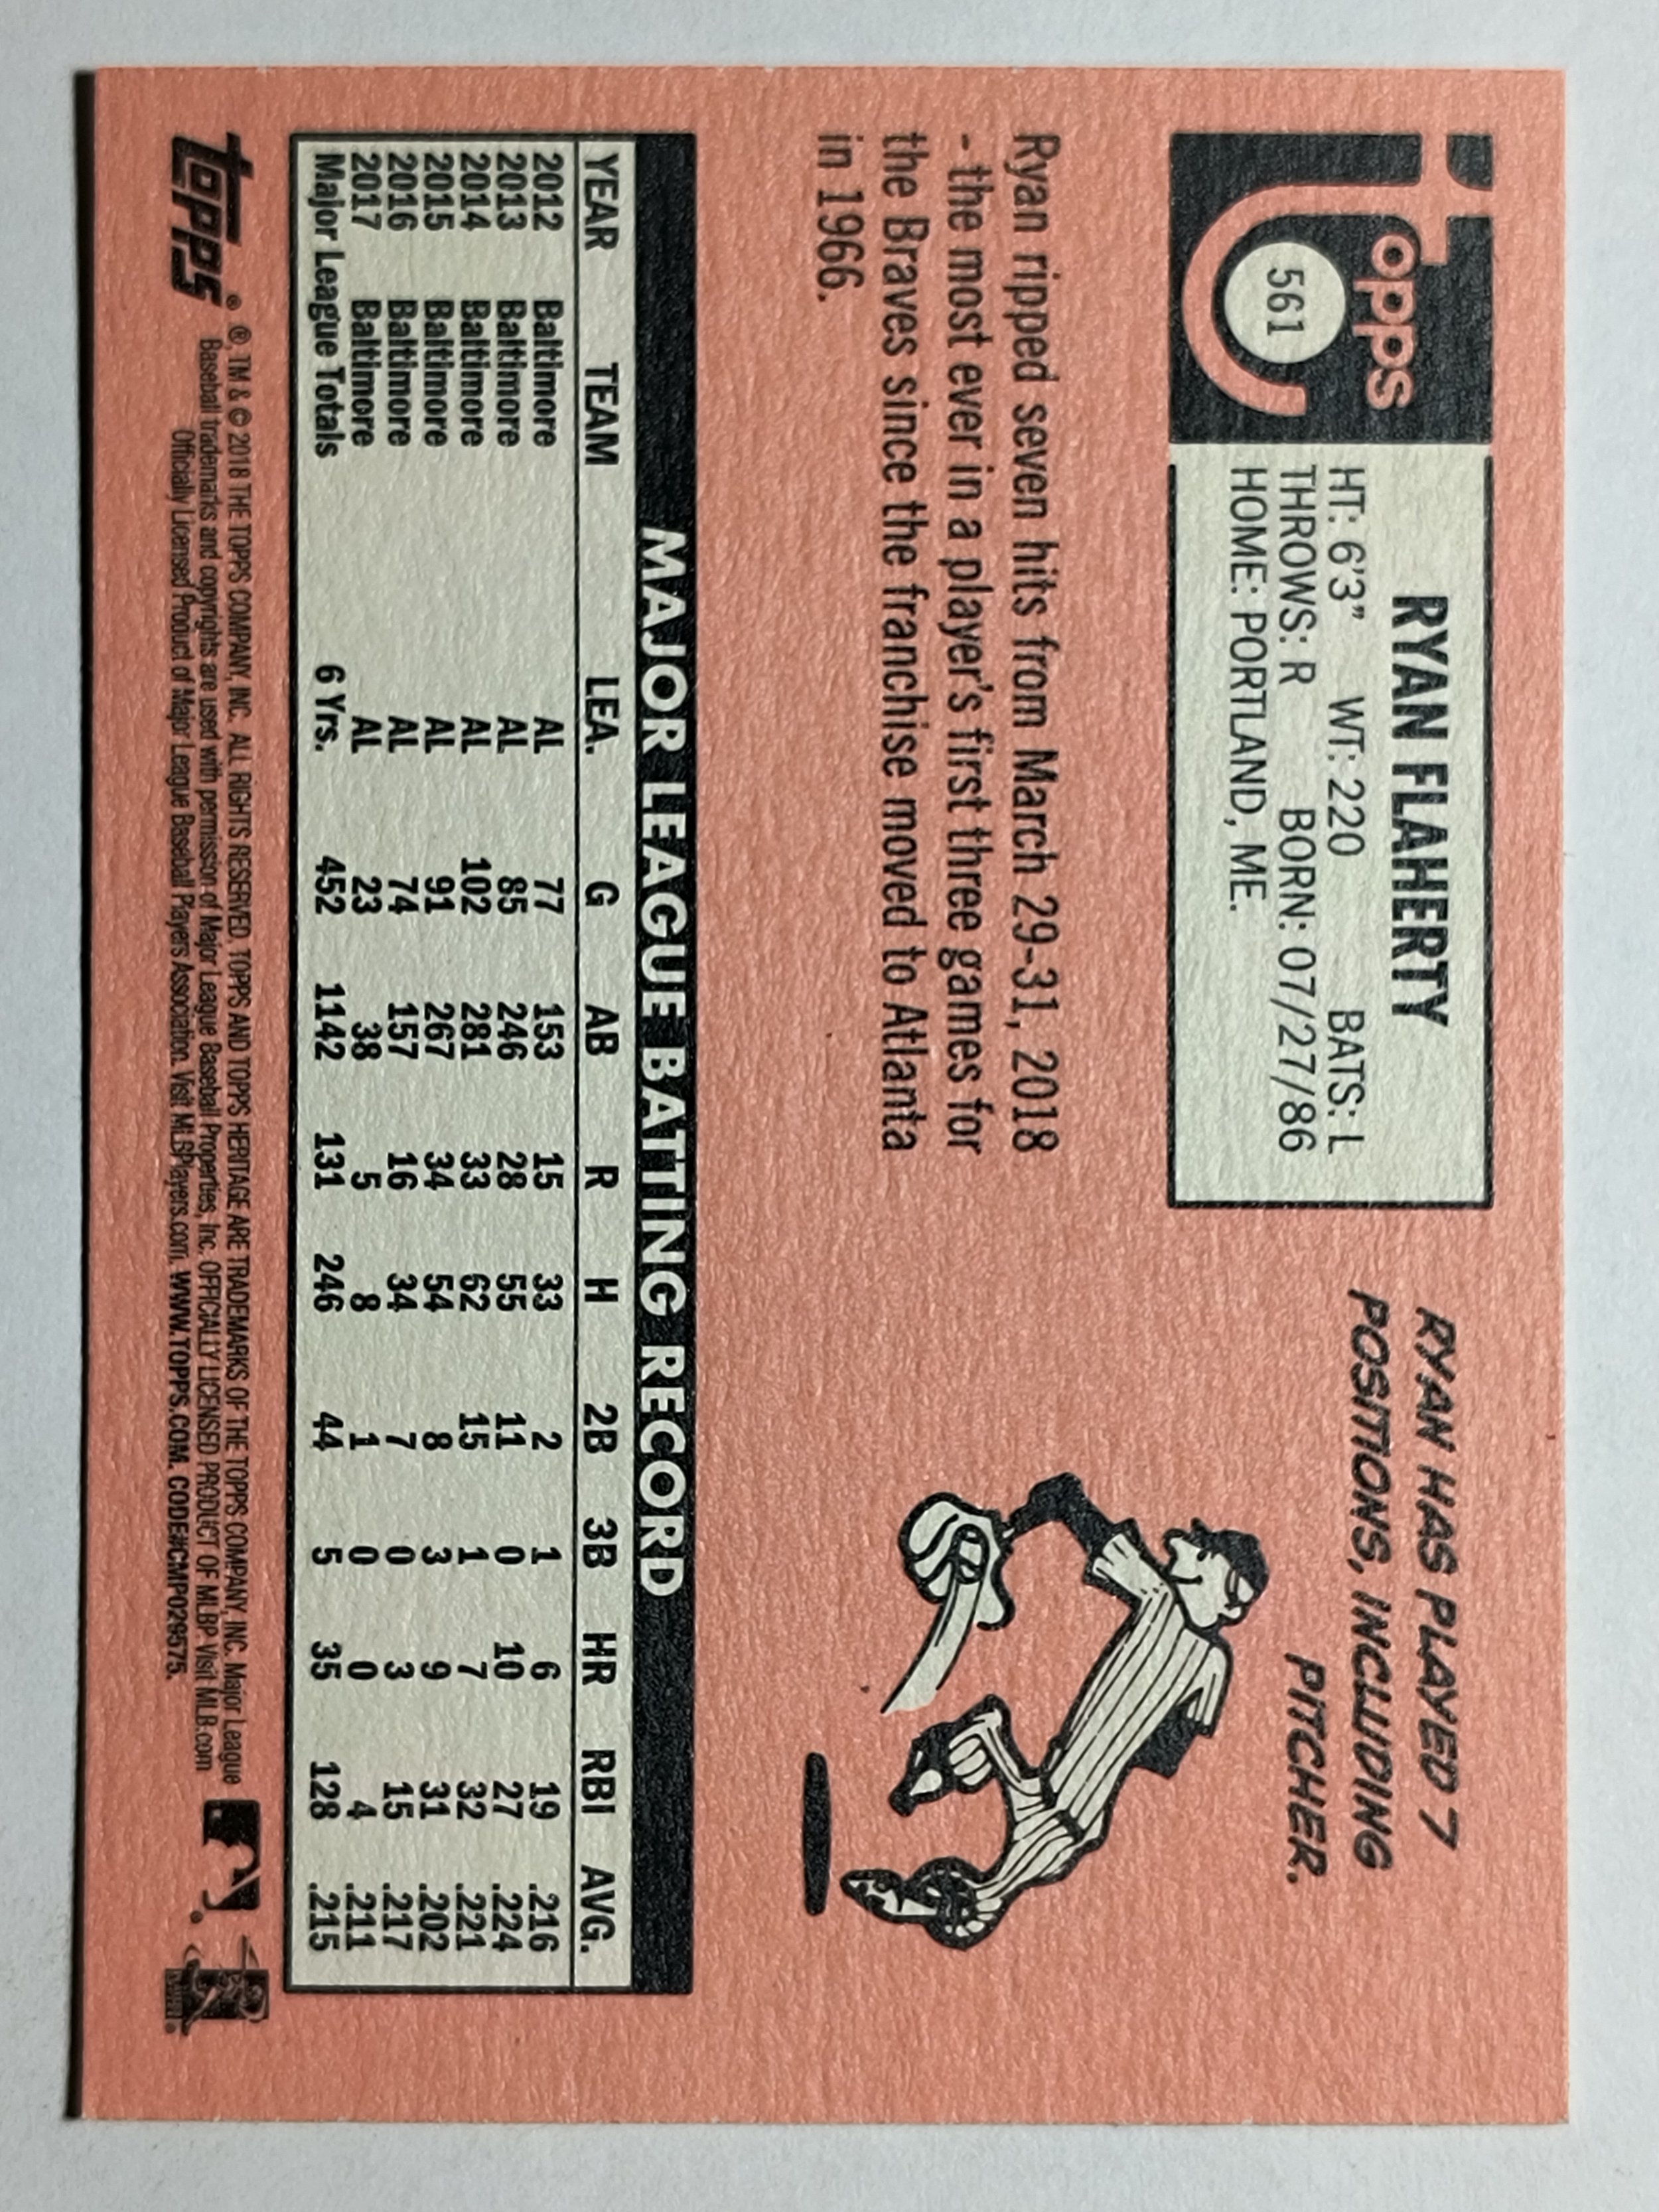 Topps
561
RYAN FLAHERTY
HT: 6'3" WT: 220 BATS: L
THROWS: R BORN: 07/27/86
HOME: PORTLAND, ME.
RYAN HAS PLAYED 7
POSITIONS, INCLUDING
PITCHER.
Ryan ripped seven hits from March 29-31, 2018
- the most ever in a player's first three games for
the Braves since the franchise moved to Atlanta
in 1966.
MAJOR LEAGUE BATTING RECORD
YEAR TEAM LEA. G AB R H 2B 3B HR RBI AVG.
2012 Baltimore AL 77 153 15 33 2 1 6 19 .216
2013 Baltimore AL 85 246 28 55 11 0 10 27 .224
2014 Baltimore AL 102 281 33 62 15 1 7 32 .221
2015 Baltimore AL 91 267 34 54 8 3 9 31 .202
2016 Baltimore AL 74 157 16 34 7 0 3 15 .217
2017 Baltimore AL 23 38 5 8 1 0 0 4 .211
Major League Totals 6 Yrs. 452 1142 131 246 44 5 35 128 .215
Topps®
®, TM & © 2018 THE TOPPS COMPANY, INC. ALL RIGHTS RESERVED. TOPPS AND TOPPS HERITAGE ARE TRADEMARKS OF THE TOPPS COMPANY, INC. Major League
Baseball trademarks and copyrights are used with permission of Major League Baseball Properties, Inc. OFFICIALLY LICENSED PRODUCT OF MLBP Visit MLB.com
Officially Licensed Product of Major League Baseball Players Association. Visit MLBPlayers.com. WWW.TOPPS.COM. CODE#CMP029575.